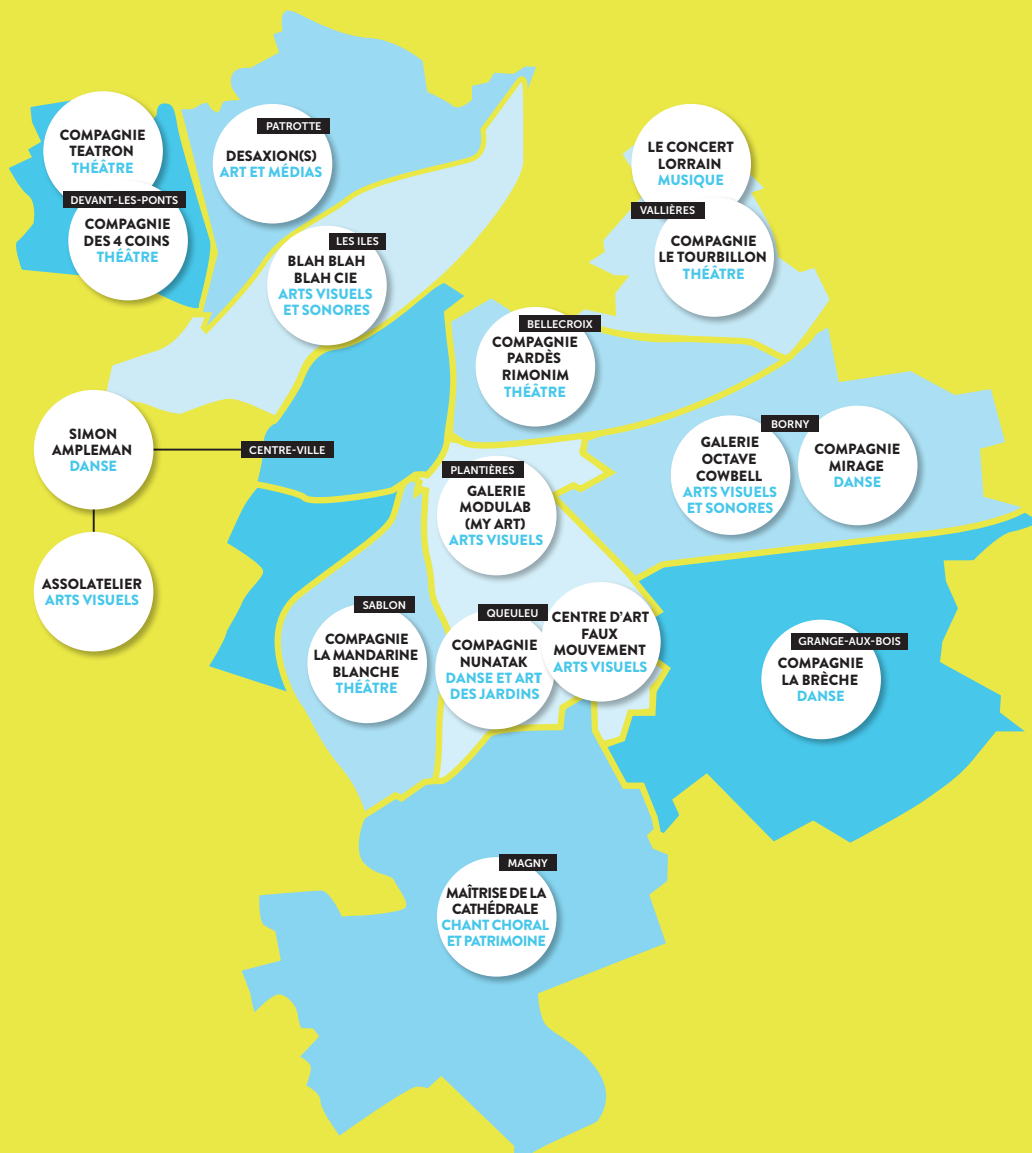 COMPAGNIE
TEATRON
THÉÂTRE
DEVANT-LES-PONTS
COMPAGNIE
DES 4 COINS
THÉÂTRE
PATROTTE
DESAXION(S)
ART ET MÉDIAS
LES ILES
BLAH BLAH
BLAH CIE
ARTS VISUELS
ET SONORES
LE CONCERT
LORRAIN
MUSIQUE
VALLIÈRES
COMPAGNIE
LE TOURBILLON
THÉÂTRE
BELLECROIX
COMPAGNIE
PARDÈS
RIMONIM
THÉÂTRE
SIMON
AMPLEMAN
DANSE
CENTRE-VILLE
ASSOLATELIER
ARTS VISUELS
BORNY
GALERIE
OCTAVE
COWBELL
ARTS VISUELS
ET SONORES
COMPAGNIE
MIRAGE
DANSE
PLANTIÈRES
GALERIE
MODULAB
(MY ART)
ARTS VISUELS
SABLON
COMPAGNIE
LA MANDARINE
BLANCHE
THÉÂTRE
QUEULEU
COMPAGNIE
NUNATAK
DANSE ET ART
DES JARDINS
CENTRE D'ART
FAUX
MOUVEMENT
ARTS VISUELS
GRANGE-AUX-BOIS
COMPAGNIE
LA BRÈCHE
DANSE
MAGNY
MAÎTRISE DE LA
CATHÉDRALE
CHANT CHORAL
ET PATRIMOINE